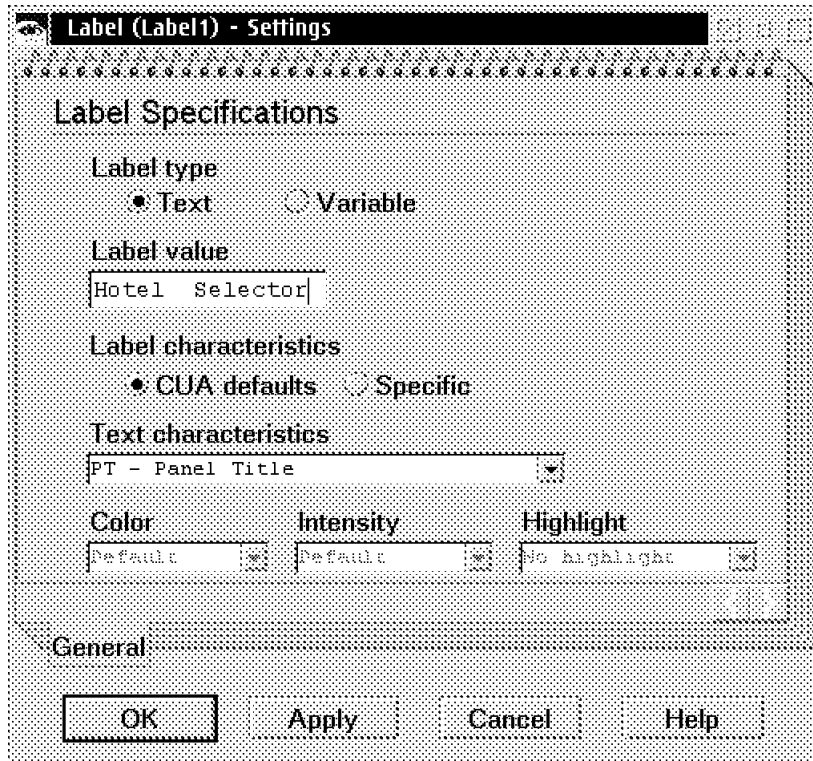 Label (Label1) - Settings
Label Specifications
Label type
Text Variable
Label value
Hotel  Selector
Label characteristics
CUA defaults Specific
Text characteristics
PT - Panel Title
Color Intensity Highlight
Default Default No highlight
General
OK Apply Cancel Help